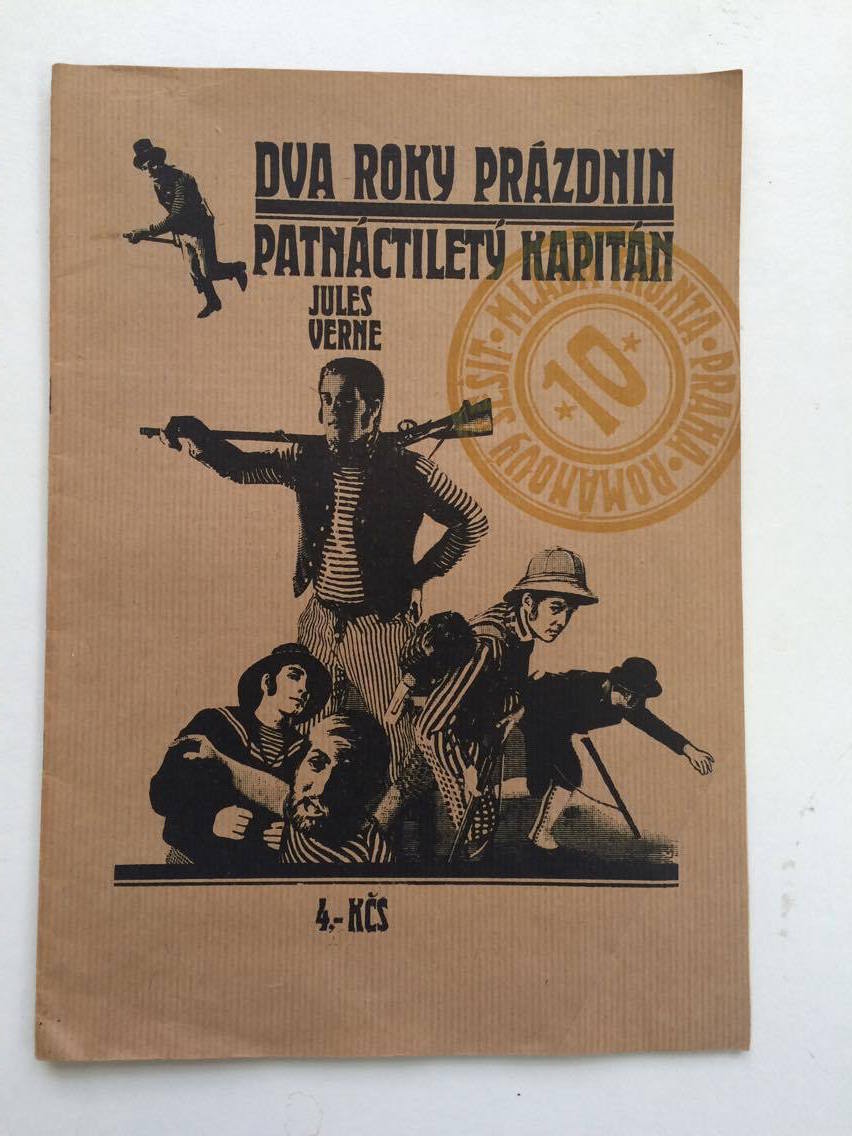 DVA ROKY PRÁZDNIN
PATNÁCTILETÝ KAPITÁN
JULES
VERNE
MLADÁ FRONTA • PRAHA • ROMÁNOVÝ SEŠIT •
10
4,- KČS